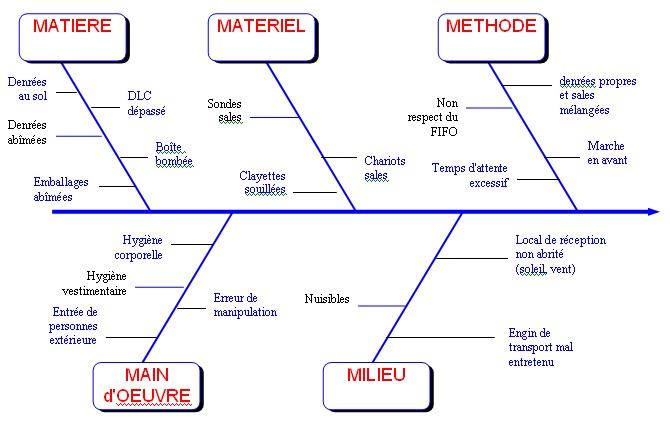 MATIERE
MATERIEL
METHODE
Denrées
au sol
DLC
dépassé
Denrées
abîmées
Boîte
bombée
Emballages
abîmées
Sondes
sales
Chariots
sales
Clayettes
souillées
denrées propres
et sales
mélangées
Non
respect du
FIFO
Marche
en avant
Temps d'attente
excessif
Hygiène
corporelle
Hygiène
vestimentaire
Erreur de
manipulation
Entrée de
personnes
extérieure
Local de réception
non abrité
(soleil, vent)
Nuisibles
Engin de
transport mal
entretenu
MAIN
d'OEUVRE
MILIEU